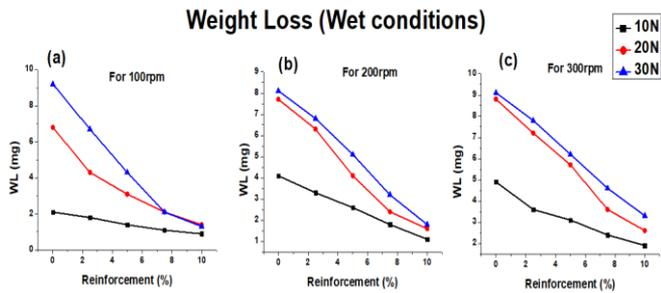 Weight Loss (Wet conditions)
10N
20N
30N
(a)
For 100rpm
10
8
6
4
2
0
WL (mg)
0 2 4 6 8 10
Reinforcement (%)
(b)
For 200rpm
9
8
7
6
5
4
3
2
1
WL (mg)
0 2 4 6 8 10
Reinforcement (%)
(c)
For 300rpm
10
9
8
7
6
5
4
3
2
WL (mg)
0 2 4 6 8 10
Reinforcement (%)